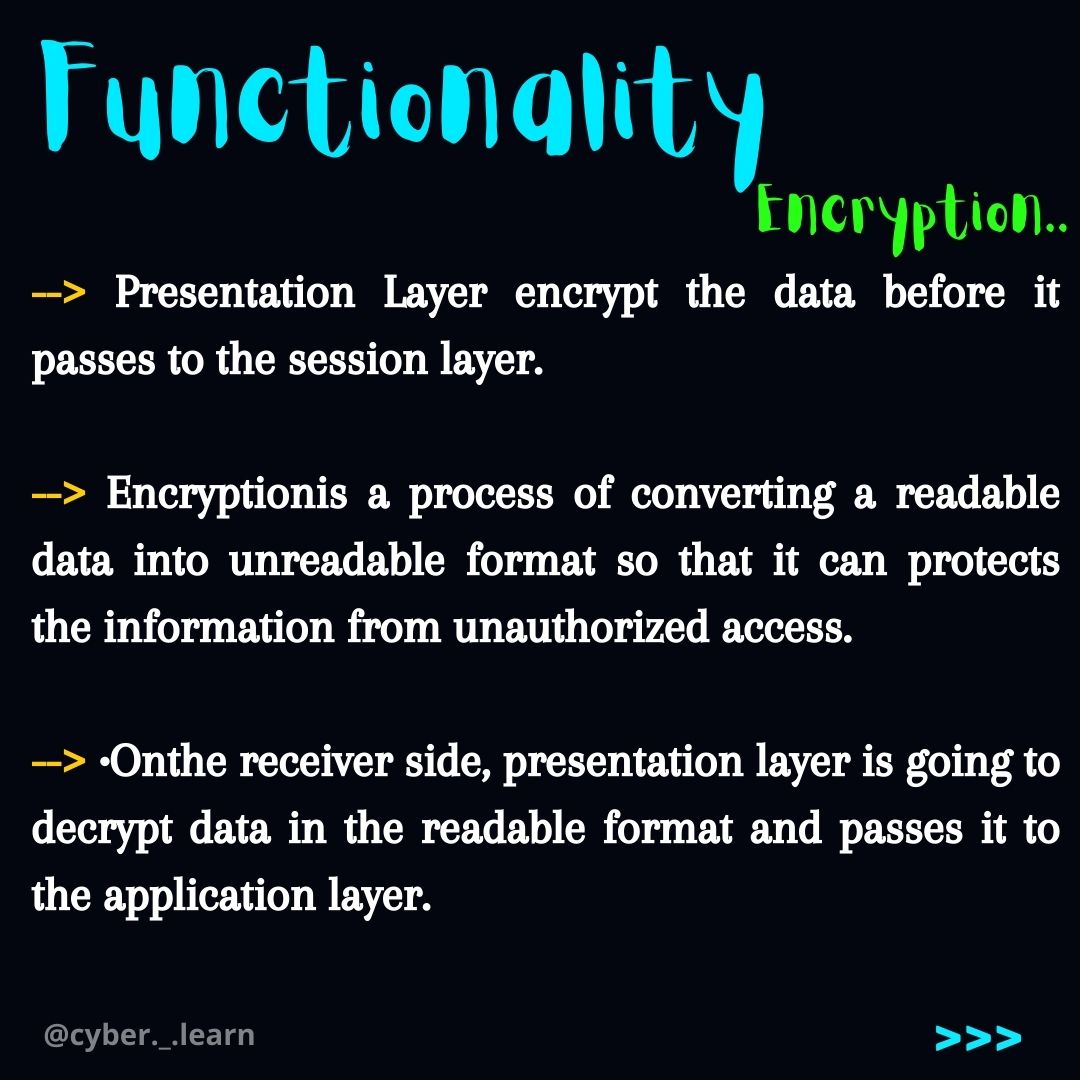 Functionality
Encryption..
--> Presentation Layer encrypt the data before it
passes to the session layer.
--> Encryptionis a process of converting a readable
data into unreadable format so that it can protects
the information from unauthorized access.
--> •Onthe receiver side, presentation layer is going to
decrypt data in the readable format and passes it to
the application layer.
@cyber._.learn
>>>